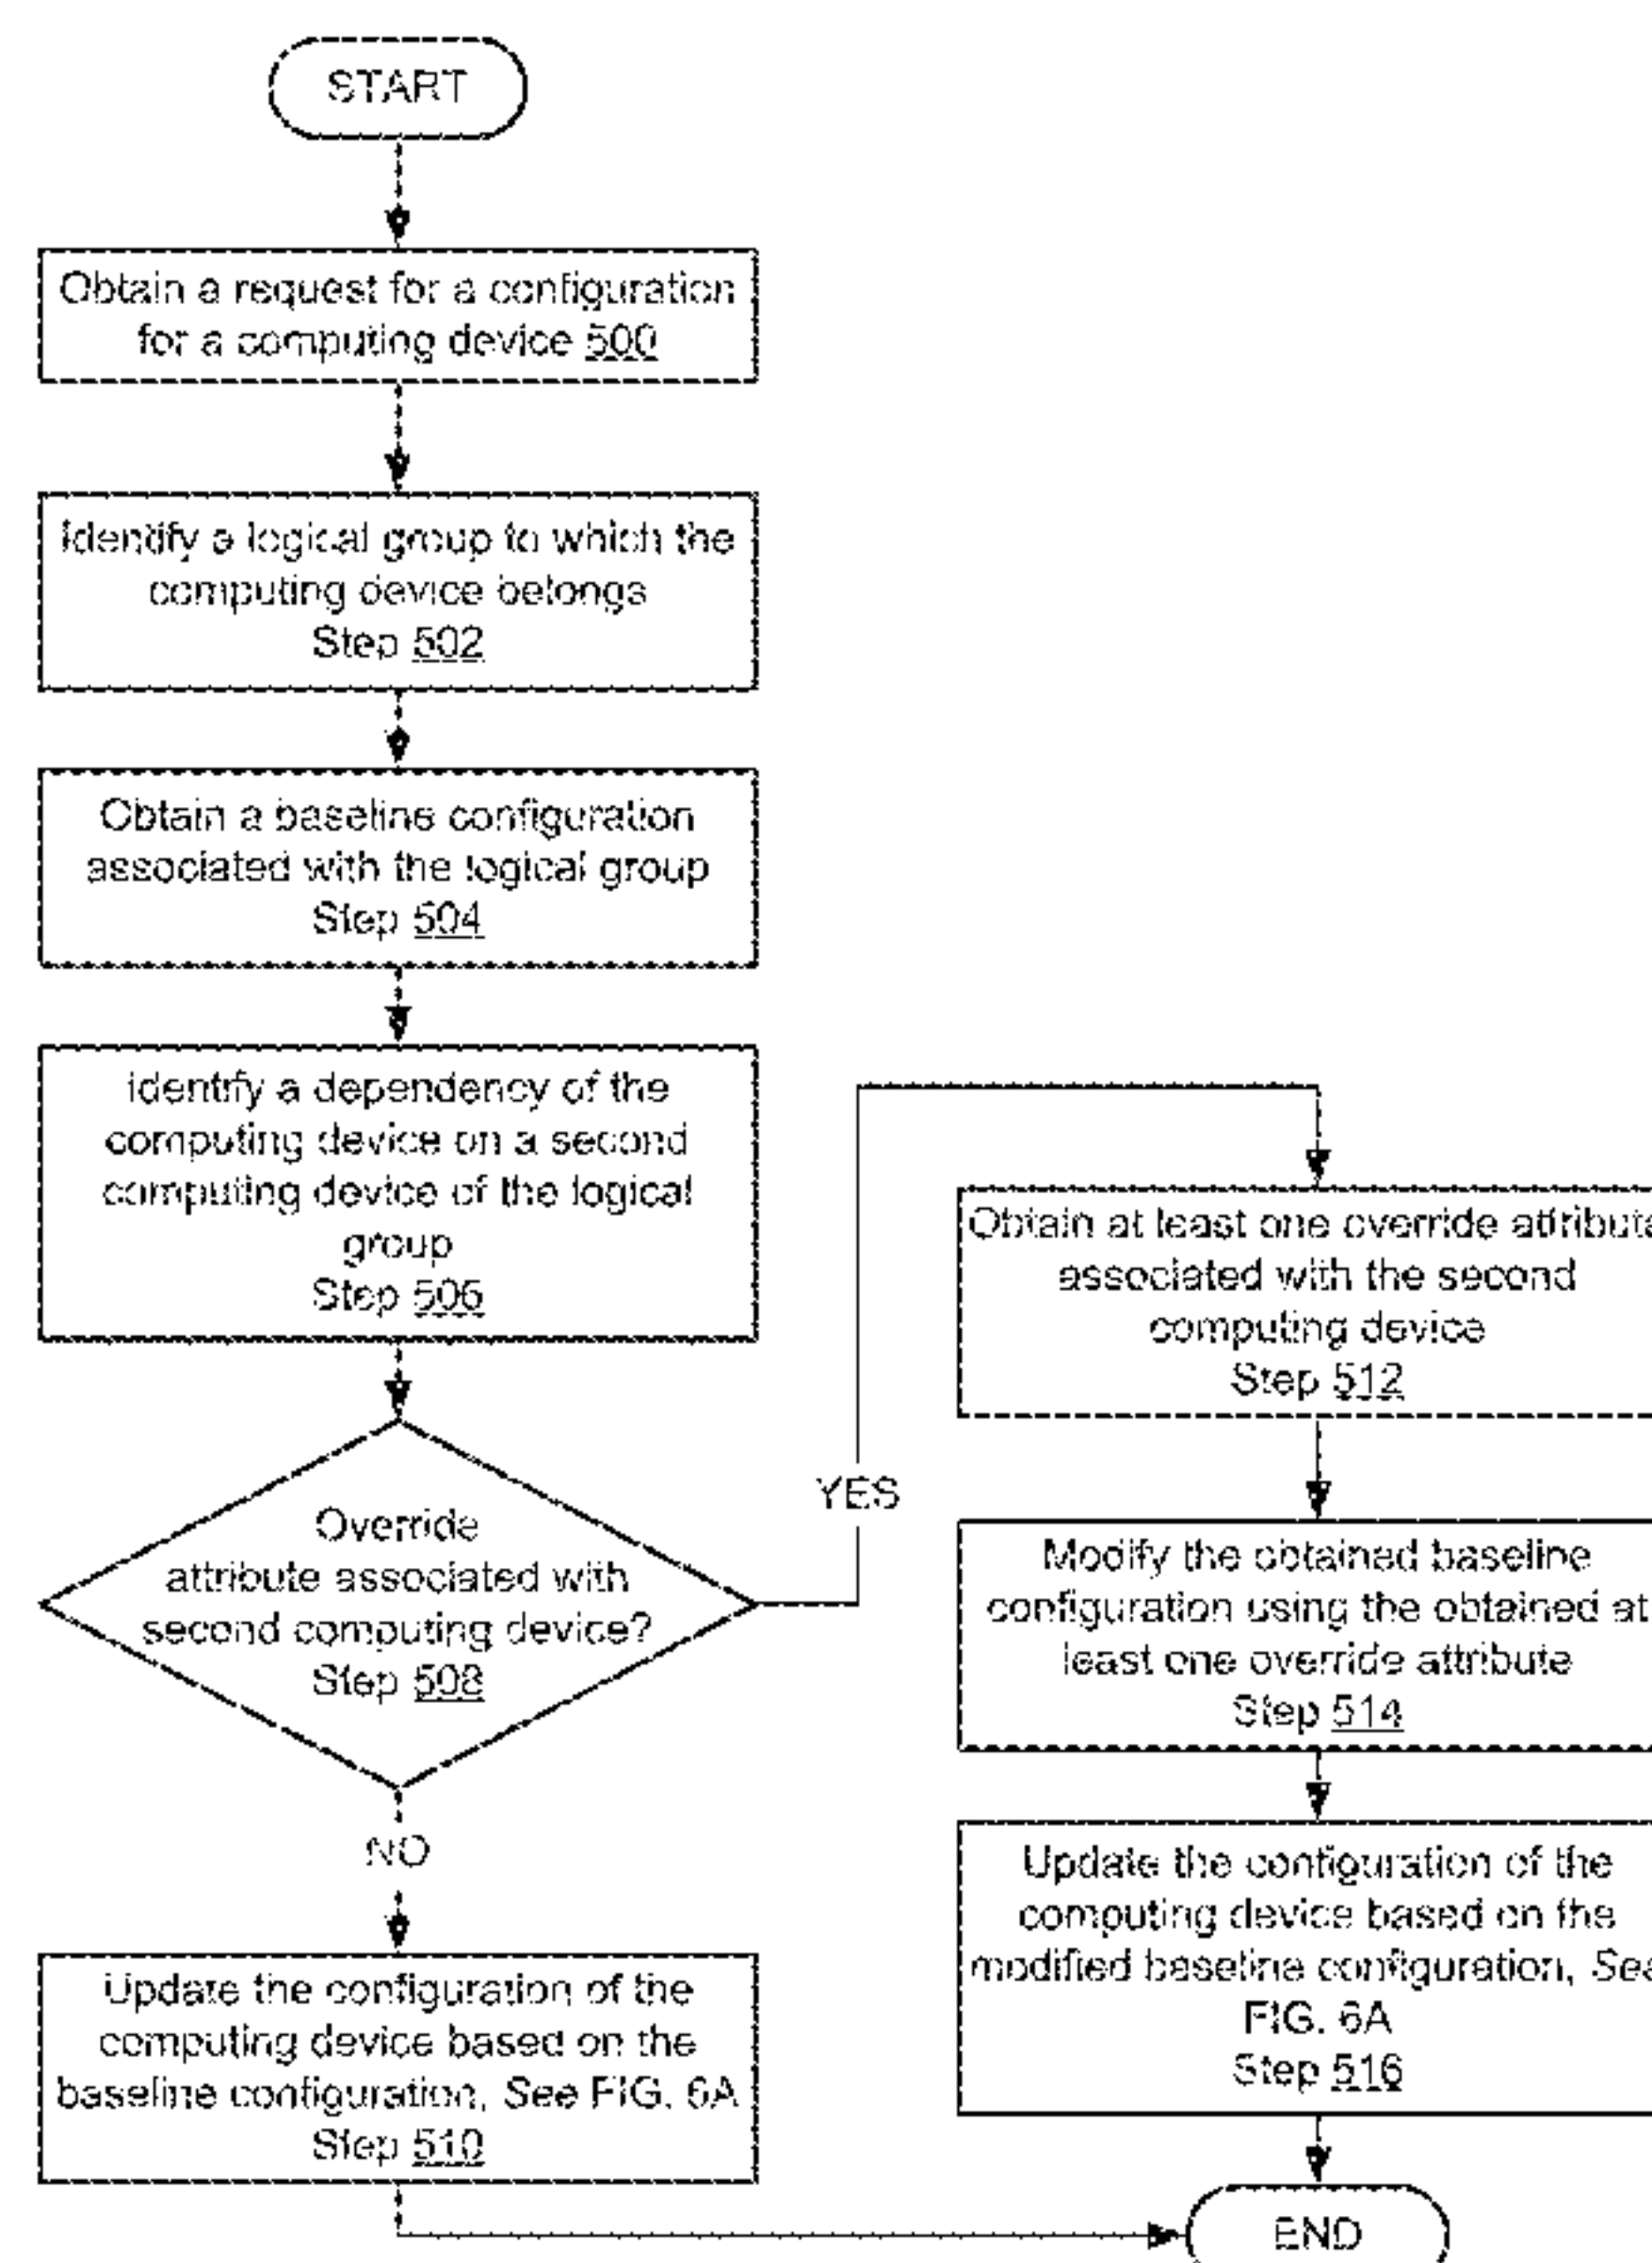 START
Obtain a request for a configuration
for a computing device 500
Identify a logical group to which the
computing device belongs
Step 502
Obtain a baseline configuration
associated with the logical group
Step 504
Identify a dependency of the
computing device on a second
computing device of the logical
group
Step 506
Override
attribute associated with
second computing device?
Step 508
YES
NO
Update the configuration of the
computing device based on the
baseline configuration, See FIG. 6A
Step 510
Obtain at least one override attribute
associated with the second
computing device
Step 512
Modify the obtained baseline
configuration using the obtained at
least one override attribute
Step 514
Update the configuration of the
computing device based on the
modified baseline configuration, See
FIG. 6A
Step 516
END